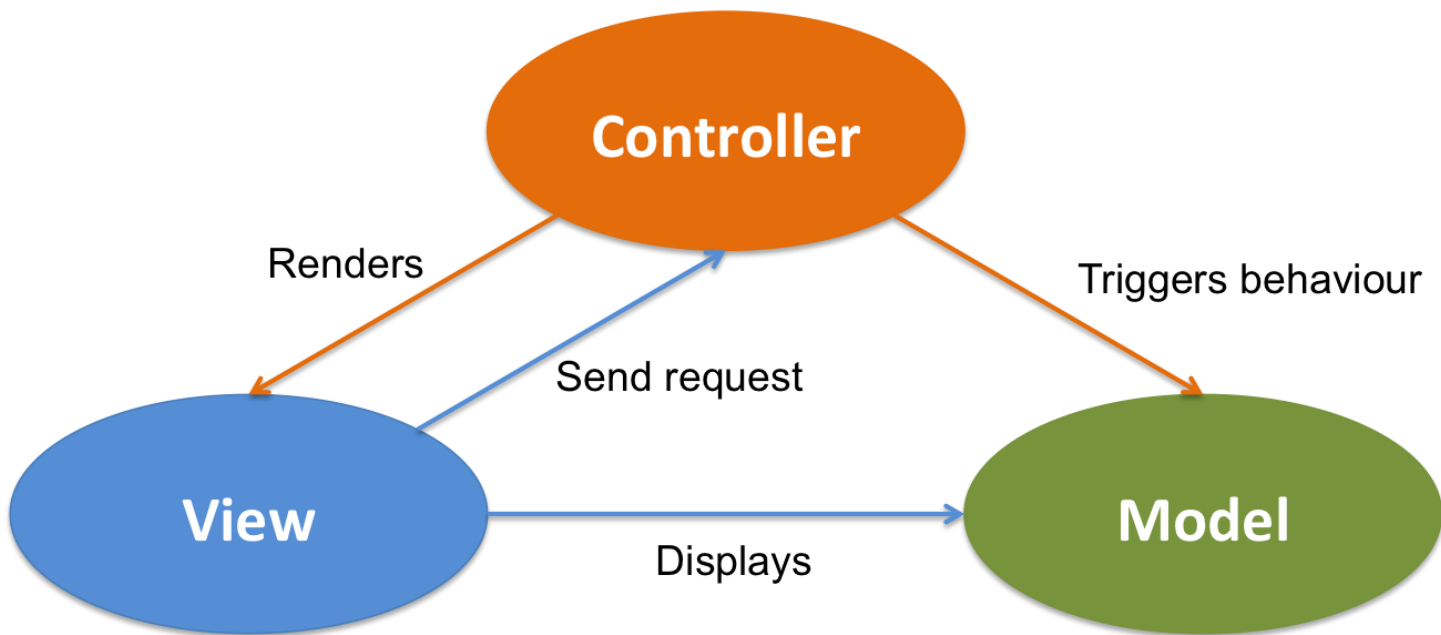 Controller
Renders
Triggers behaviour
Send request
View
Model
Displays